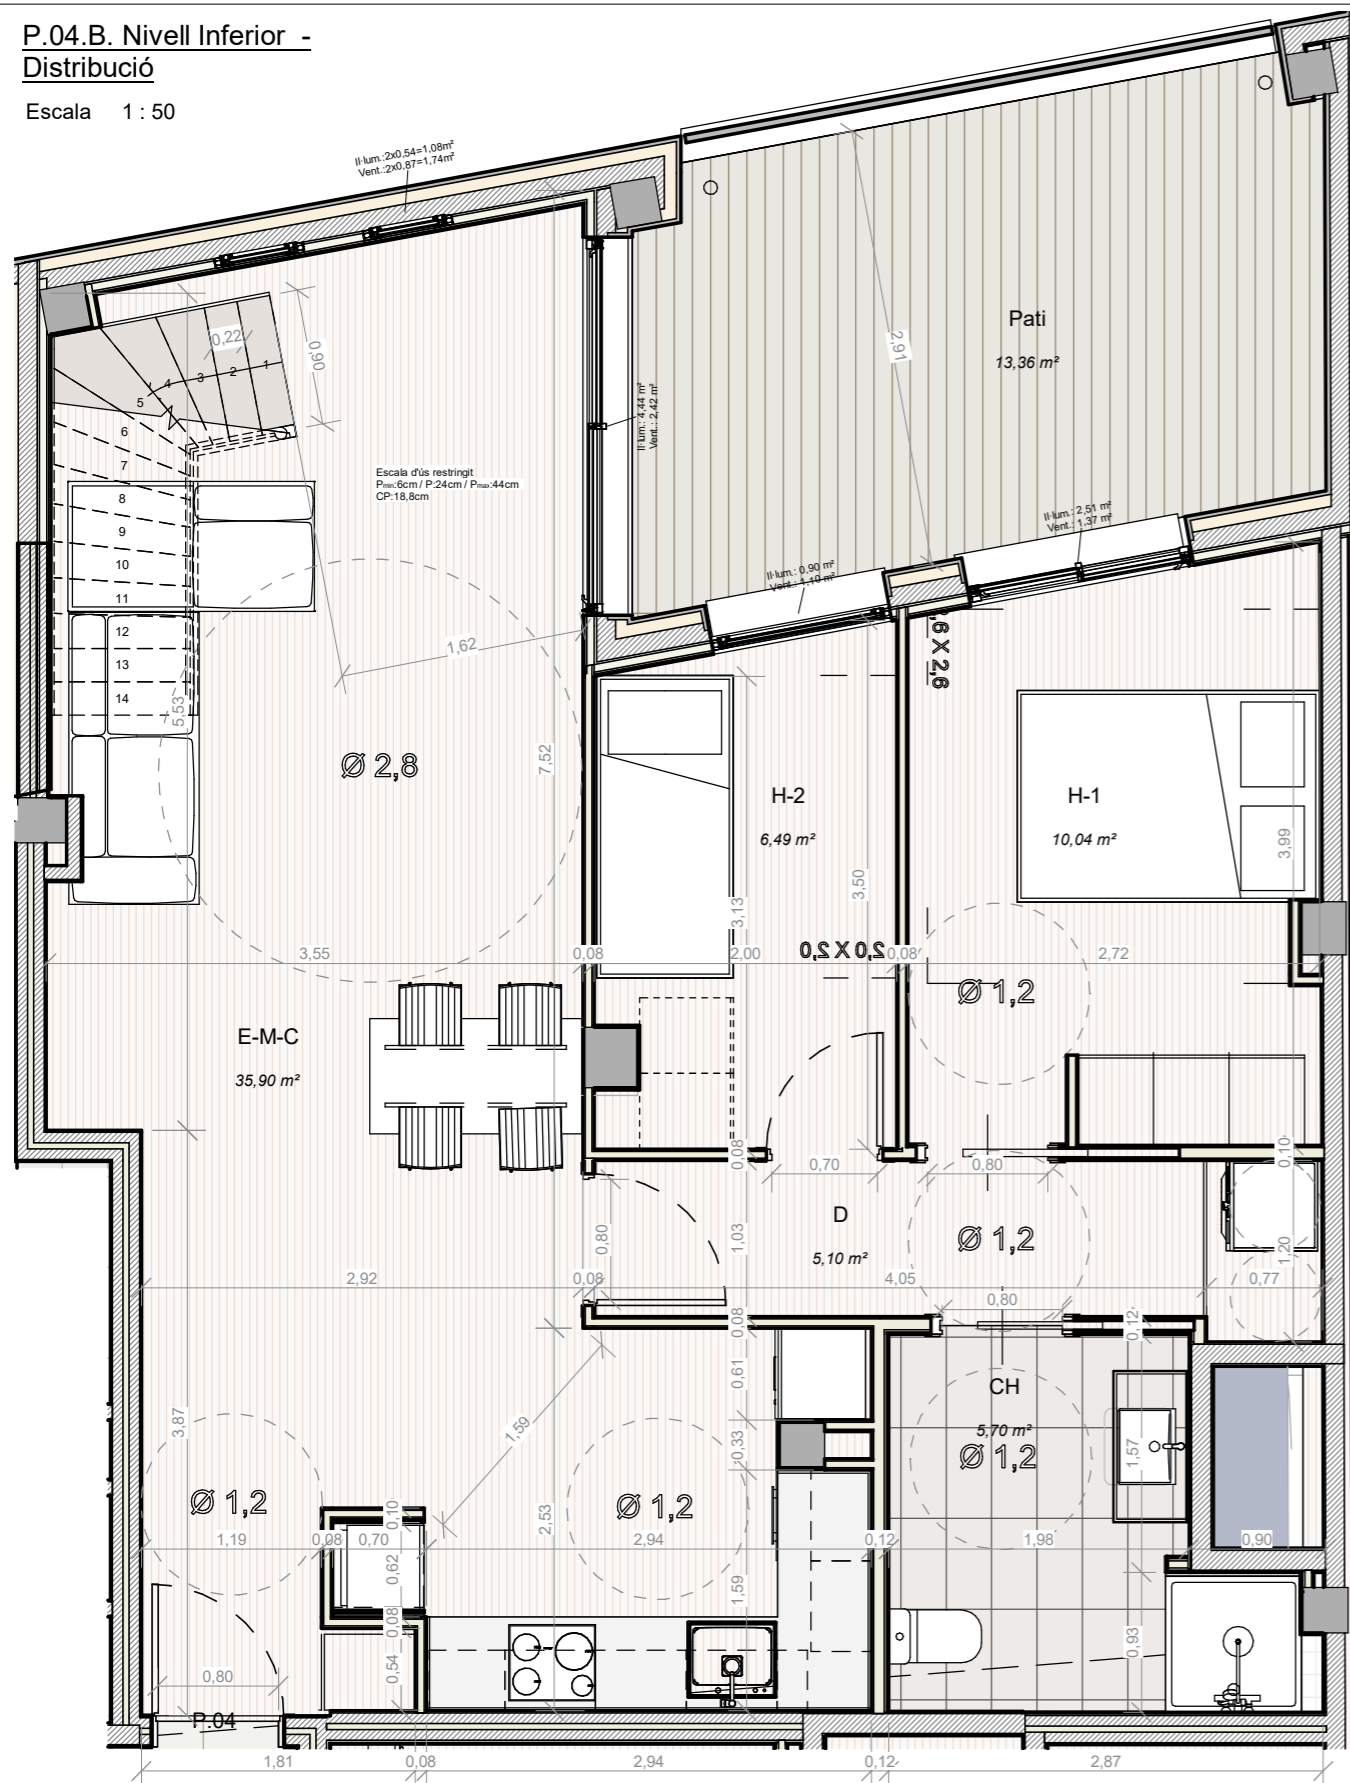 P.04.B. Nivell Inferior -
Distribució
Escala 1 : 50
Il·lum.:2x0,54=1,08m²
Vent.:2x0,87=1,74m²
0,22
0,90
1
2
3
4
5
6
7
8
9
10
11
12
13
14
Escala d'ús restringit
Pmin:6cm / P:24cm / Pmax:44cm
CP:18,8cm
Pati
13,36 m²
2,91
Il·lum.: 4,44 m²
Vent.: 2,42 m²
Il·lum.: 0,90 m²
Vent.: 1,19 m²
Il·lum.: 2,51 m²
Vent.: 1,37 m²
1,62
5,53
7,52
Ø 2,8
H-2
6,49 m²
H-1
10,04 m²
2,6 X 2,6
3,99
3,50
3,13
2,0 X 2,0
3,55
0,08
2,00
0,08
2,72
Ø 1,2
E-M-C
35,90 m²
0,08
0,70
0,80
0,10
D
5,10 m²
Ø 1,2
0,80
1,03
1,20
2,92
0,08
4,05
0,77
0,80
0,08
0,12
0,61
CH
5,70 m²
Ø 1,2
1,57
3,87
1,59
0,33
Ø 1,2
Ø 1,2
0,10
2,53
1,19
0,08
0,70
2,94
0,12
1,98
0,90
0,62
1,59
0,08
0,54
0,93
0,80
P.04
1,81
0,08
2,94
0,12
2,87